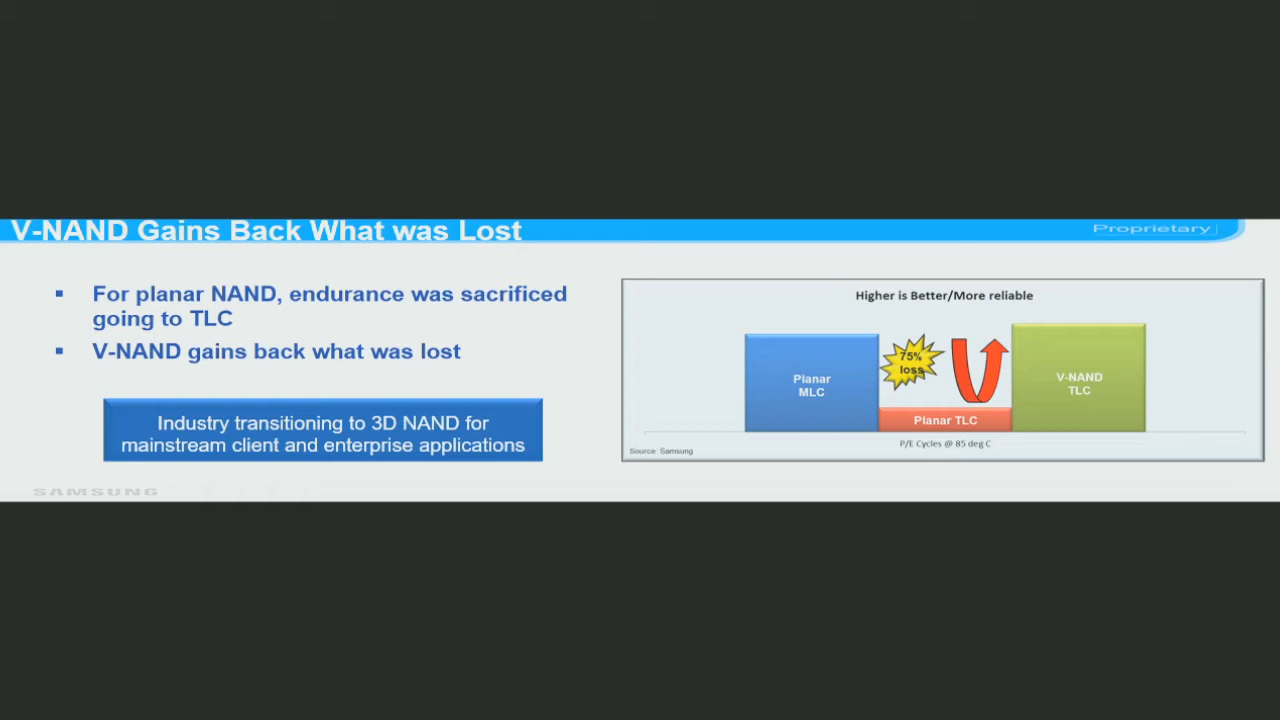 V-NAND Gains Back What was Lost
Proprietary
▪ For planar NAND, endurance was sacrificed
going to TLC
▪ V-NAND gains back what was lost
Industry transitioning to 3D NAND for
mainstream client and enterprise applications
Higher is Better/More reliable
Planar
MLC
75%
loss
Planar TLC
V-NAND
TLC
P/E Cycles @ 85 deg C
Source: Samsung
SAMSUNG